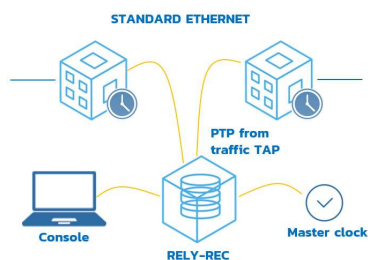 STANDARD ETHERNET
PTP from
traffic TAP
Console
Master clock
RELY-REC